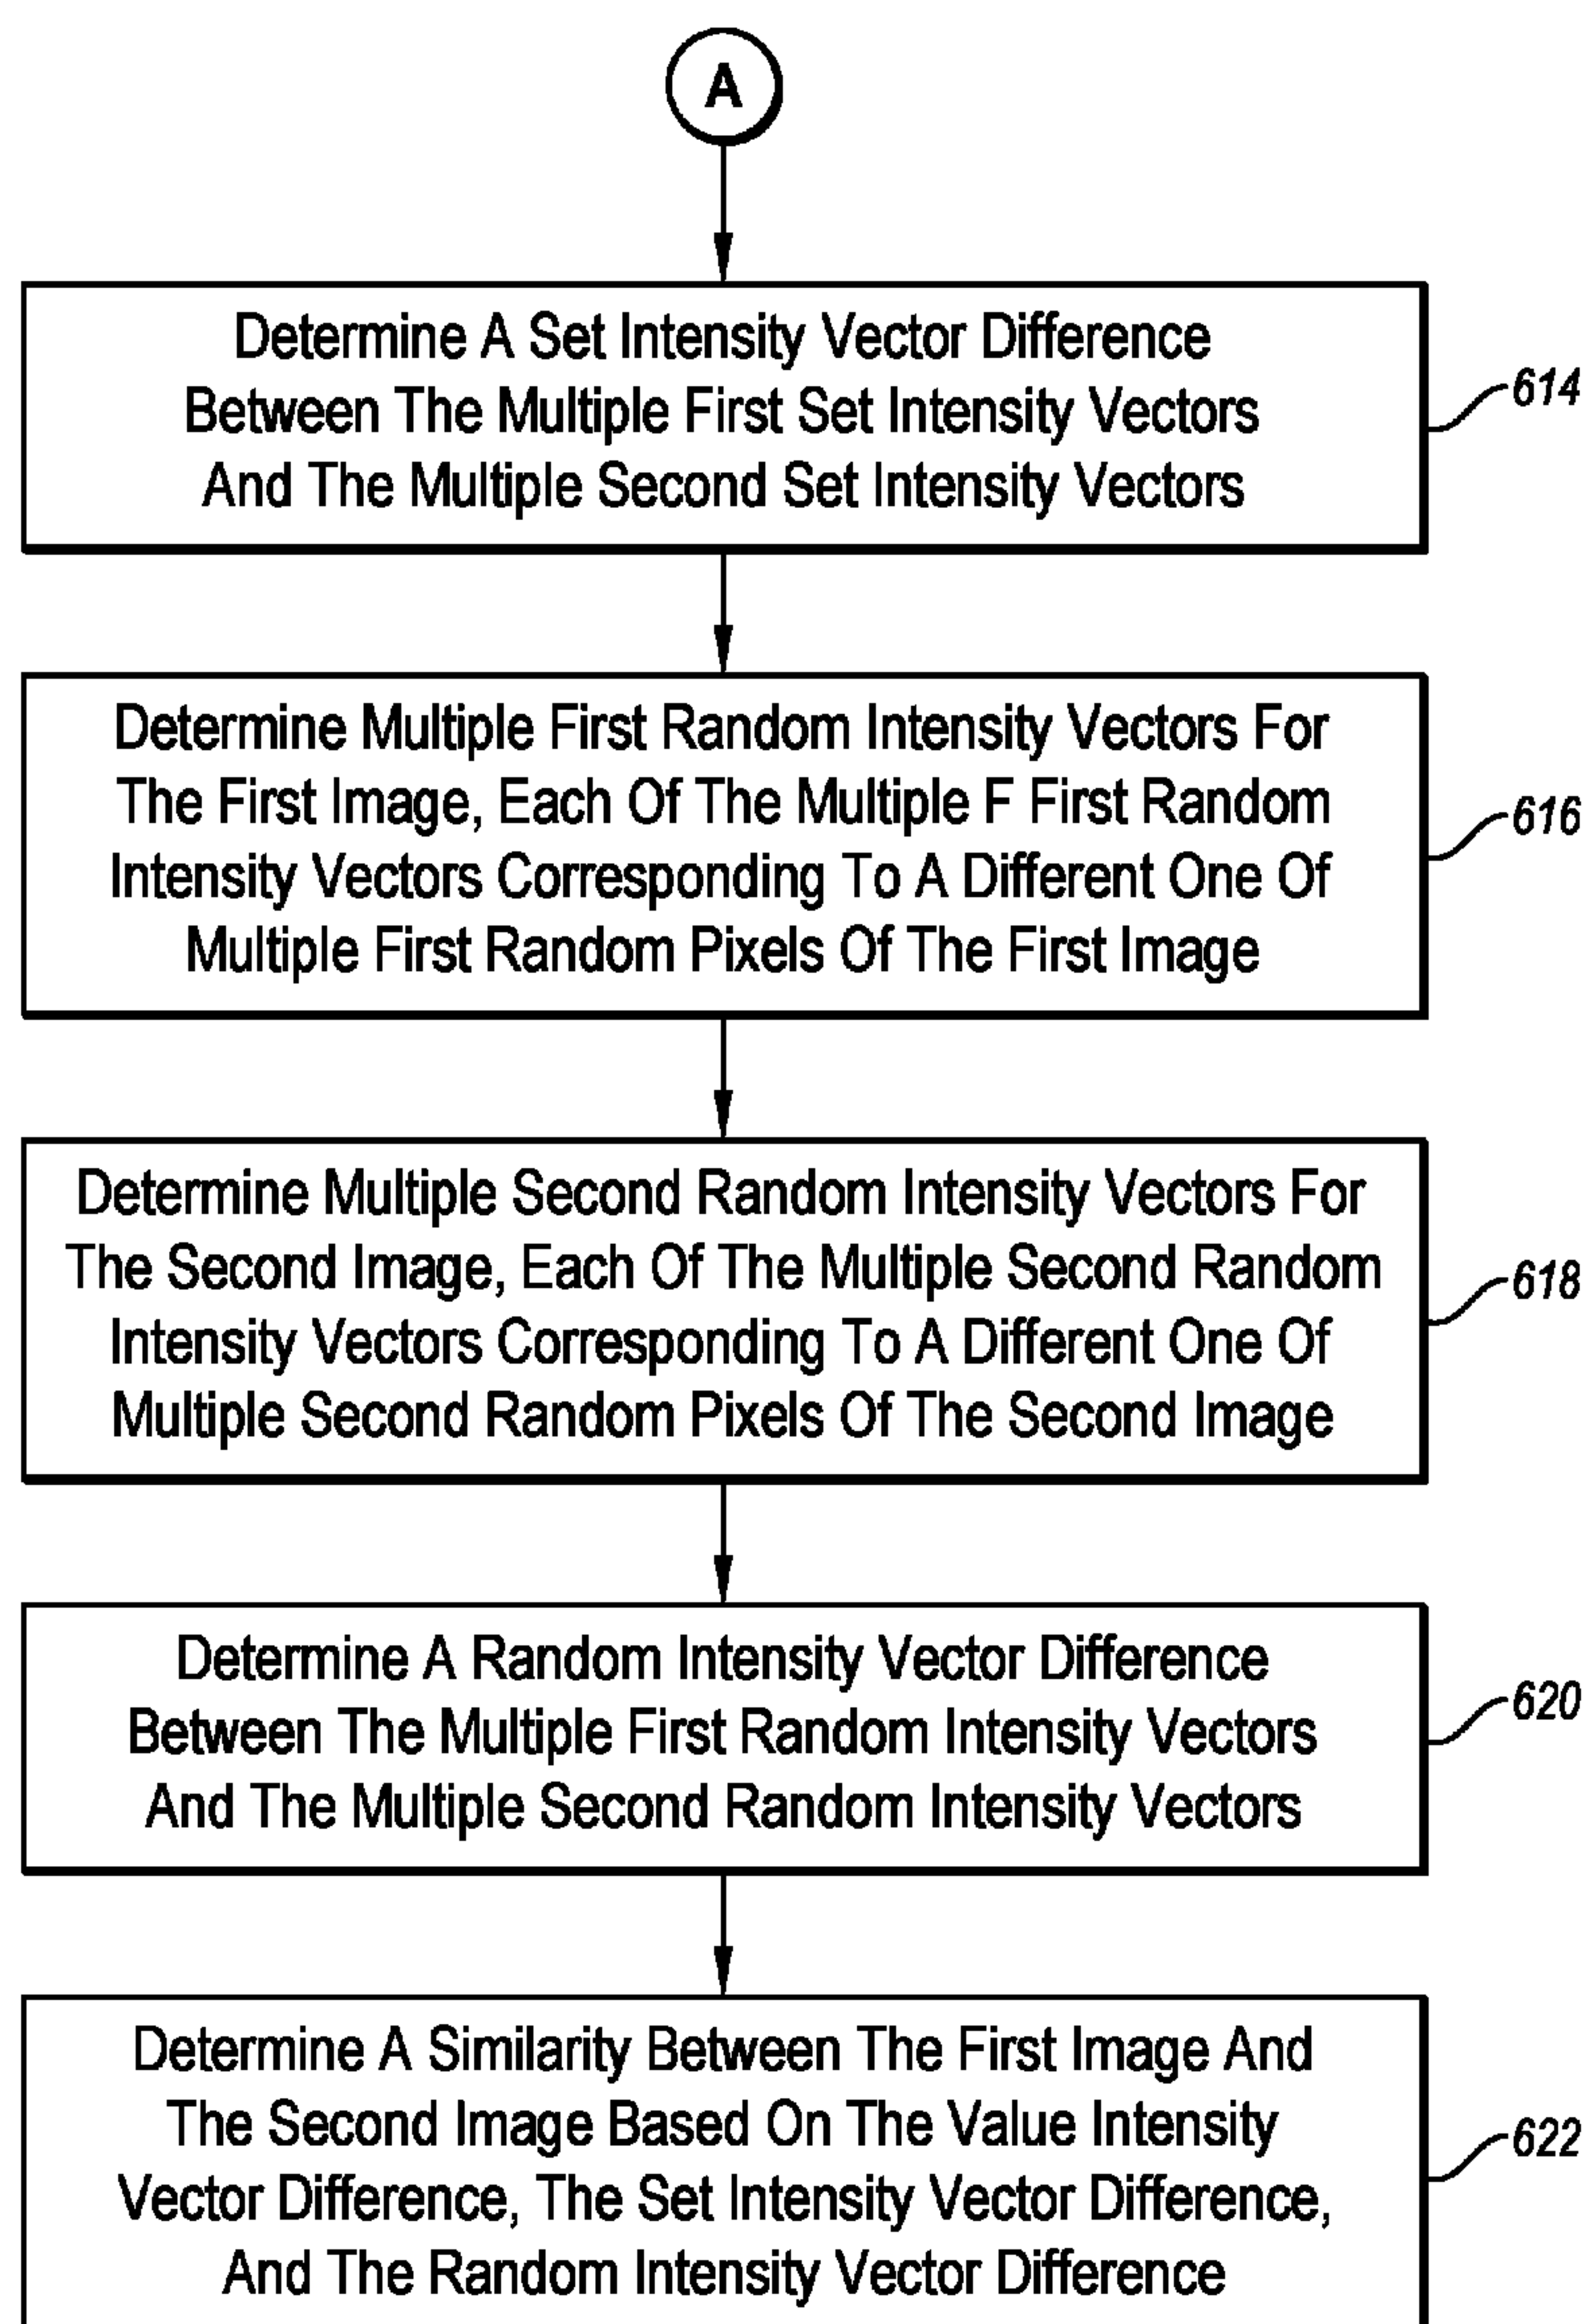 A
Determine A Set Intensity Vector Difference
Between The Multiple First Set Intensity Vectors
And The Multiple Second Set Intensity Vectors
614
Determine Multiple First Random Intensity Vectors For
The First Image, Each Of The Multiple F First Random
Intensity Vectors Corresponding To A Different One Of
Multiple First Random Pixels Of The First Image
616
Determine Multiple Second Random Intensity Vectors For
The Second Image, Each Of The Multiple Second Random
Intensity Vectors Corresponding To A Different One Of
Multiple Second Random Pixels Of The Second Image
618
Determine A Random Intensity Vector Difference
Between The Multiple First Random Intensity Vectors
And The Multiple Second Random Intensity Vectors
620
Determine A Similarity Between The First Image And
The Second Image Based On The Value Intensity
Vector Difference, The Set Intensity Vector Difference,
And The Random Intensity Vector Difference
622